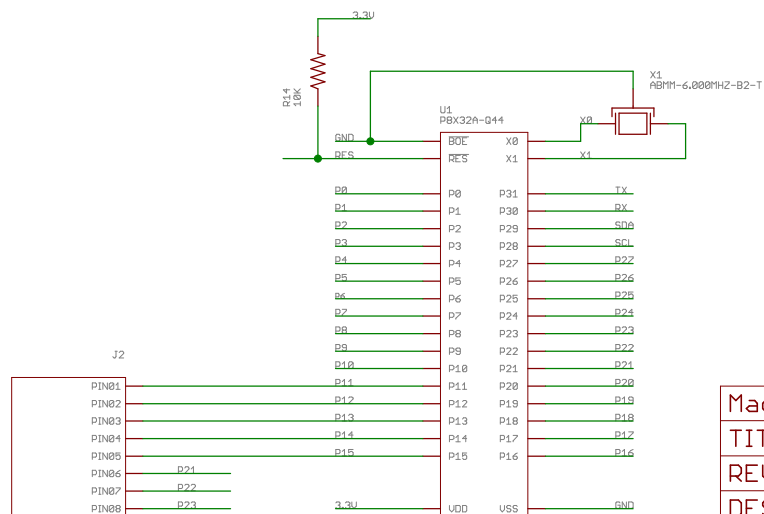 3.3V
R14
10K
X1
ABMM-6.000MHZ-B2-T
U1
P8X32A-Q44
GND BOE X0 X0
RES RES X1 X1
P0 P0 P31 TX
P1 P1 P30 RX
P2 P2 P29 SDA
P3 P3 P28 SCL
P4 P4 P27 P27
P5 P5 P26 P26
P6 P6 P25 P25
P7 P7 P24 P24
P8 P8 P23 P23
P9 P9 P22 P22
P10 P10 P21 P21
J2
PIN01 P11 P11 P20 P20
PIN02 P12 P12 P19 P19
PIN03 P13 P13 P18 P18
PIN04 P14 P14 P17 P17
PIN05 P15 P15 P16 P16
PIN06 P21
PIN07 P22
PIN08 P23 3.3V VDD VSS GND